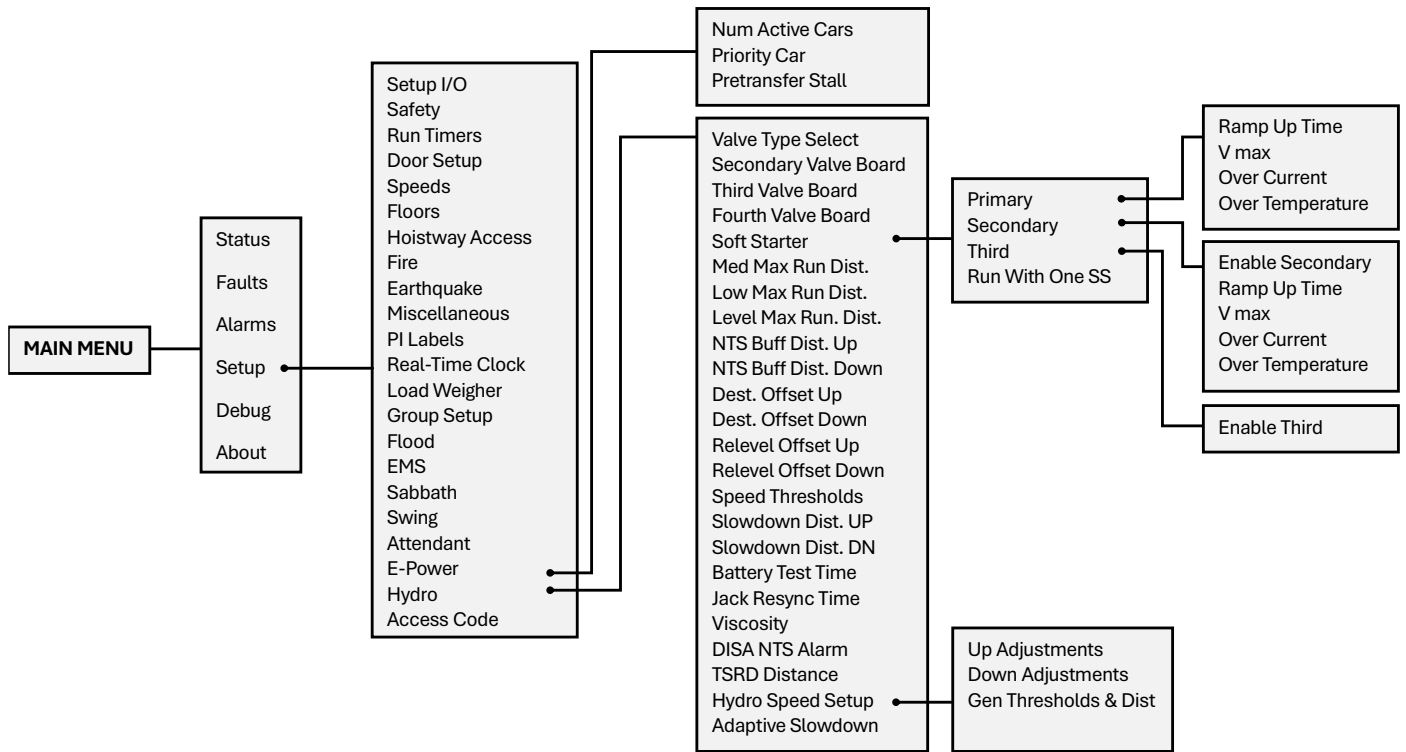 MAIN MENU
Status
Faults
Alarms
Setup
Debug
About
Setup I/O
Safety
Run Timers
Door Setup
Speeds
Floors
Hoistway Access
Fire
Earthquake
Miscellaneous
PI Labels
Real-Time Clock
Load Weigher
Group Setup
Flood
EMS
Sabbath
Swing
Attendant
E-Power
Hydro
Access Code
Num Active Cars
Priority Car
Pretransfer Stall
Valve Type Select
Secondary Valve Board
Third Valve Board
Fourth Valve Board
Soft Starter
Med Max Run Dist.
Low Max Run Dist.
Level Max Run. Dist.
NTS Buff Dist. Up
NTS Buff Dist. Down
Dest. Offset Up
Dest. Offset Down
Relevel Offset Up
Relevel Offset Down
Speed Thresholds
Slowdown Dist. UP
Slowdown Dist. DN
Battery Test Time
Jack Resync Time
Viscosity
DISA NTS Alarm
TSRD Distance
Hydro Speed Setup
Adaptive Slowdown
Primary
Secondary
Third
Run With One SS
Ramp Up Time
V max
Over Current
Over Temperature
Enable Secondary
Ramp Up Time
V max
Over Current
Over Temperature
Enable Third
Up Adjustments
Down Adjustments
Gen Thresholds & Dist